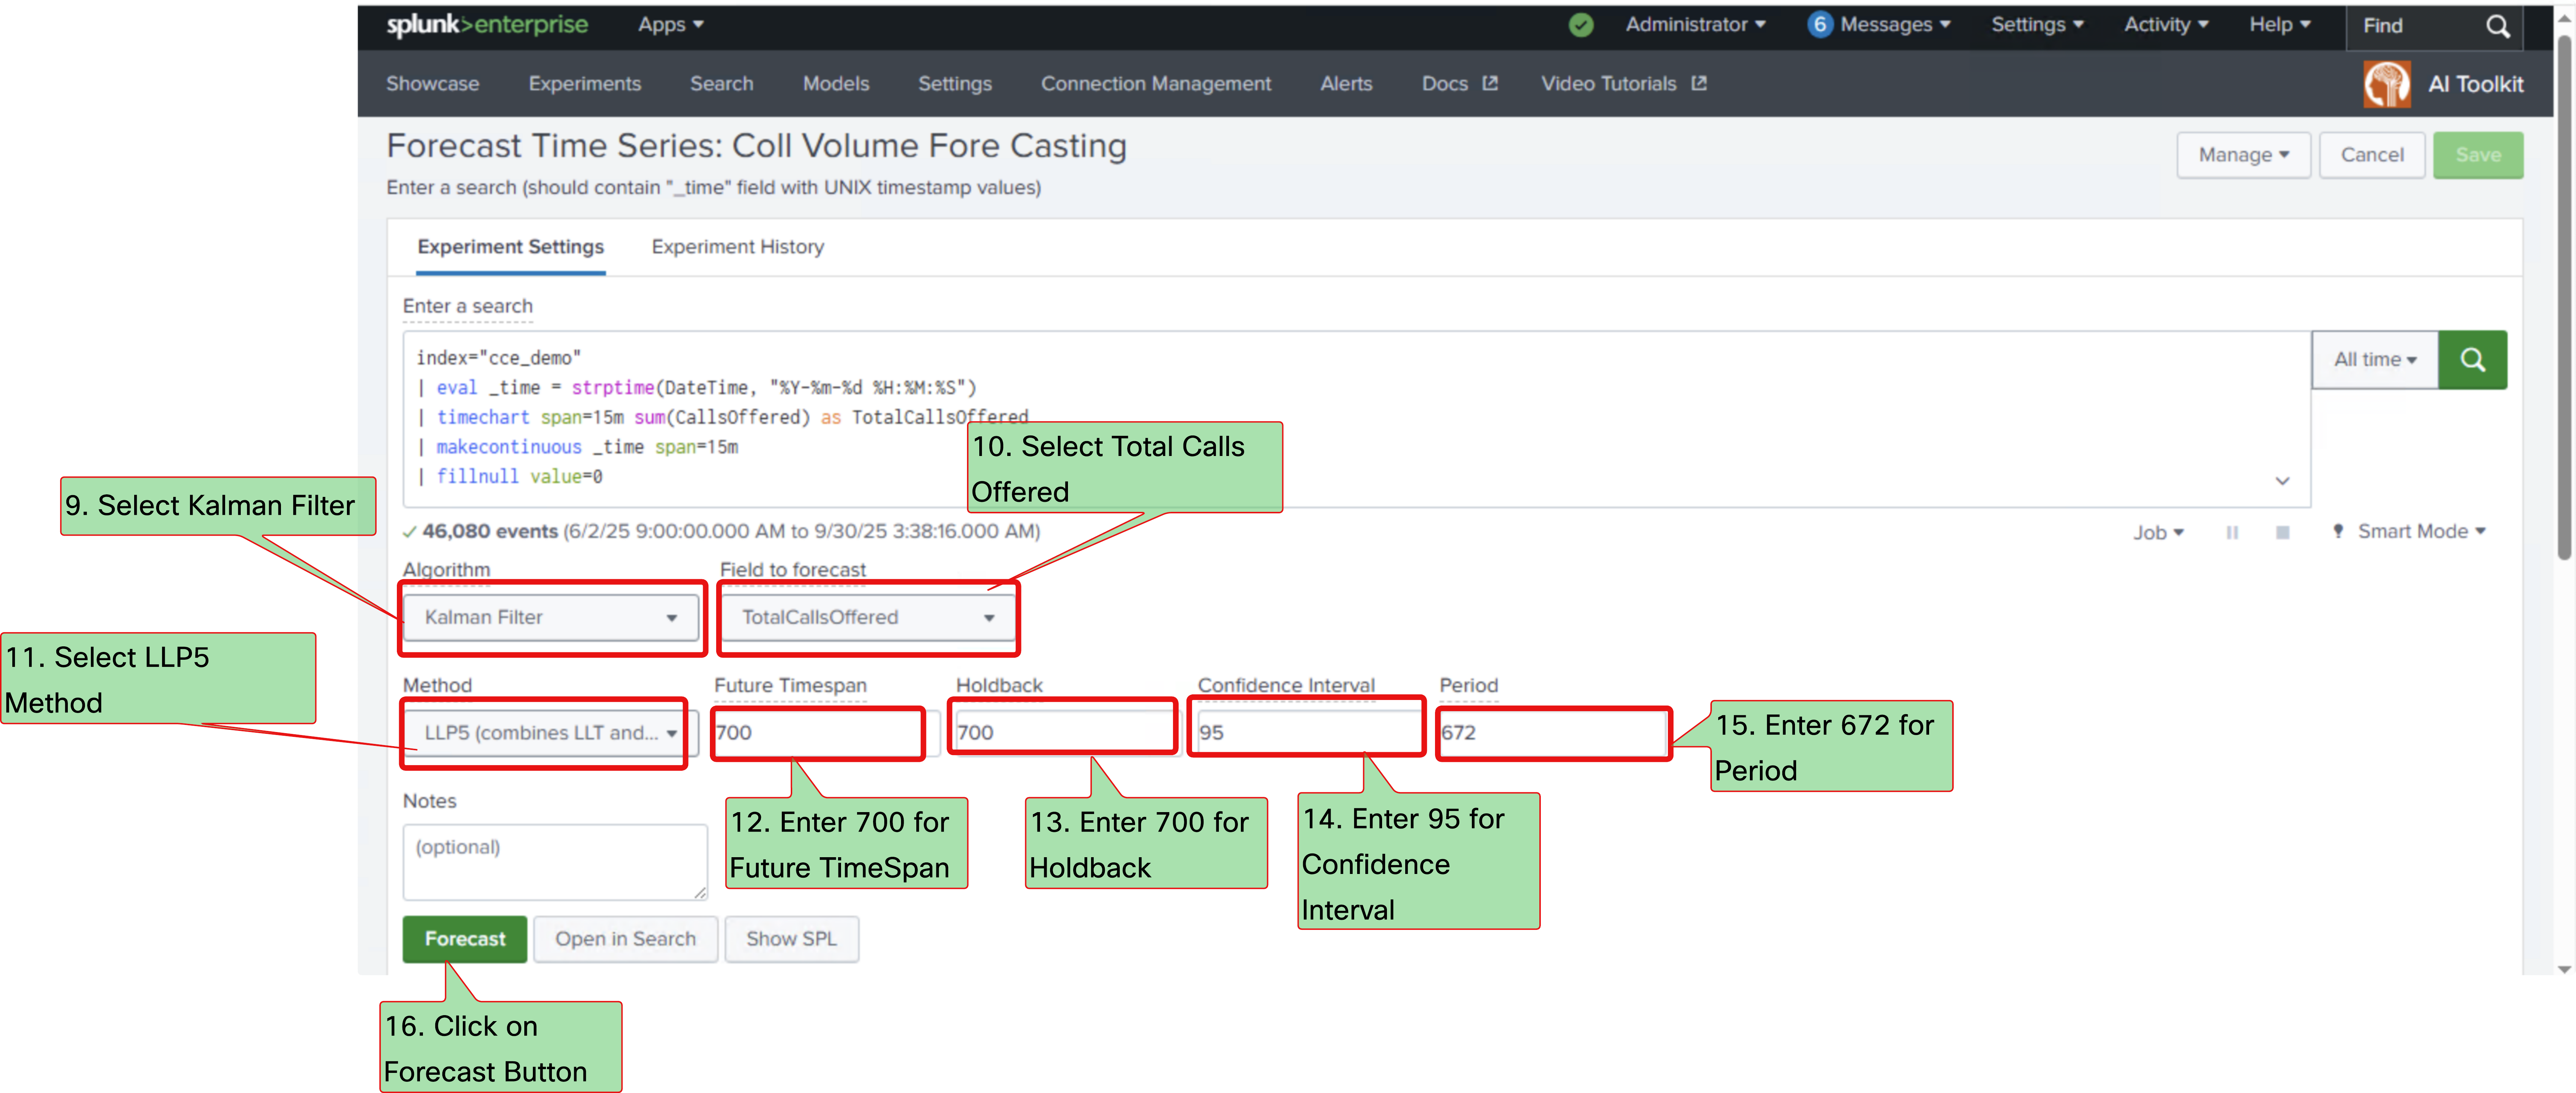 splunk>enterprise Apps Administrator 6 Messages Settings Activity Help Find
Showcase Experiments Search Models Settings Connection Management Alerts Docs Video Tutorials AI Toolkit
Forecast Time Series: Coll Volume Fore Casting
Manage Cancel Save
Enter a search (should contain "_time" field with UNIX timestamp values)
Experiment Settings Experiment History
Enter a search
index="cce_demo"
| eval _time = strptime(DateTime, "%Y-%m-%d %H:%M:%S")
| timechart span=15m sum(CallsOffered) as TotalCallsOffered
| makecontinuous _time span=15m
| fillnull value=0
All time
10. Select Total Calls
Offered
9. Select Kalman Filter
46,080 events (6/2/25 9:00:00.000 AM to 9/30/25 3:38:16.000 AM)
Job Smart Mode
Algorithm Field to forecast
Kalman Filter TotalCallsOffered
11. Select LLP5
Method
Method Future Timespan Holdback Confidence Interval Period
LLP5 (combines LLT and... 700 700 95 672
15. Enter 672 for
Period
Notes
(optional)
12. Enter 700 for
Future TimeSpan
13. Enter 700 for
Holdback
14. Enter 95 for
Confidence
Interval
Forecast Open in Search Show SPL
16. Click on
Forecast Button